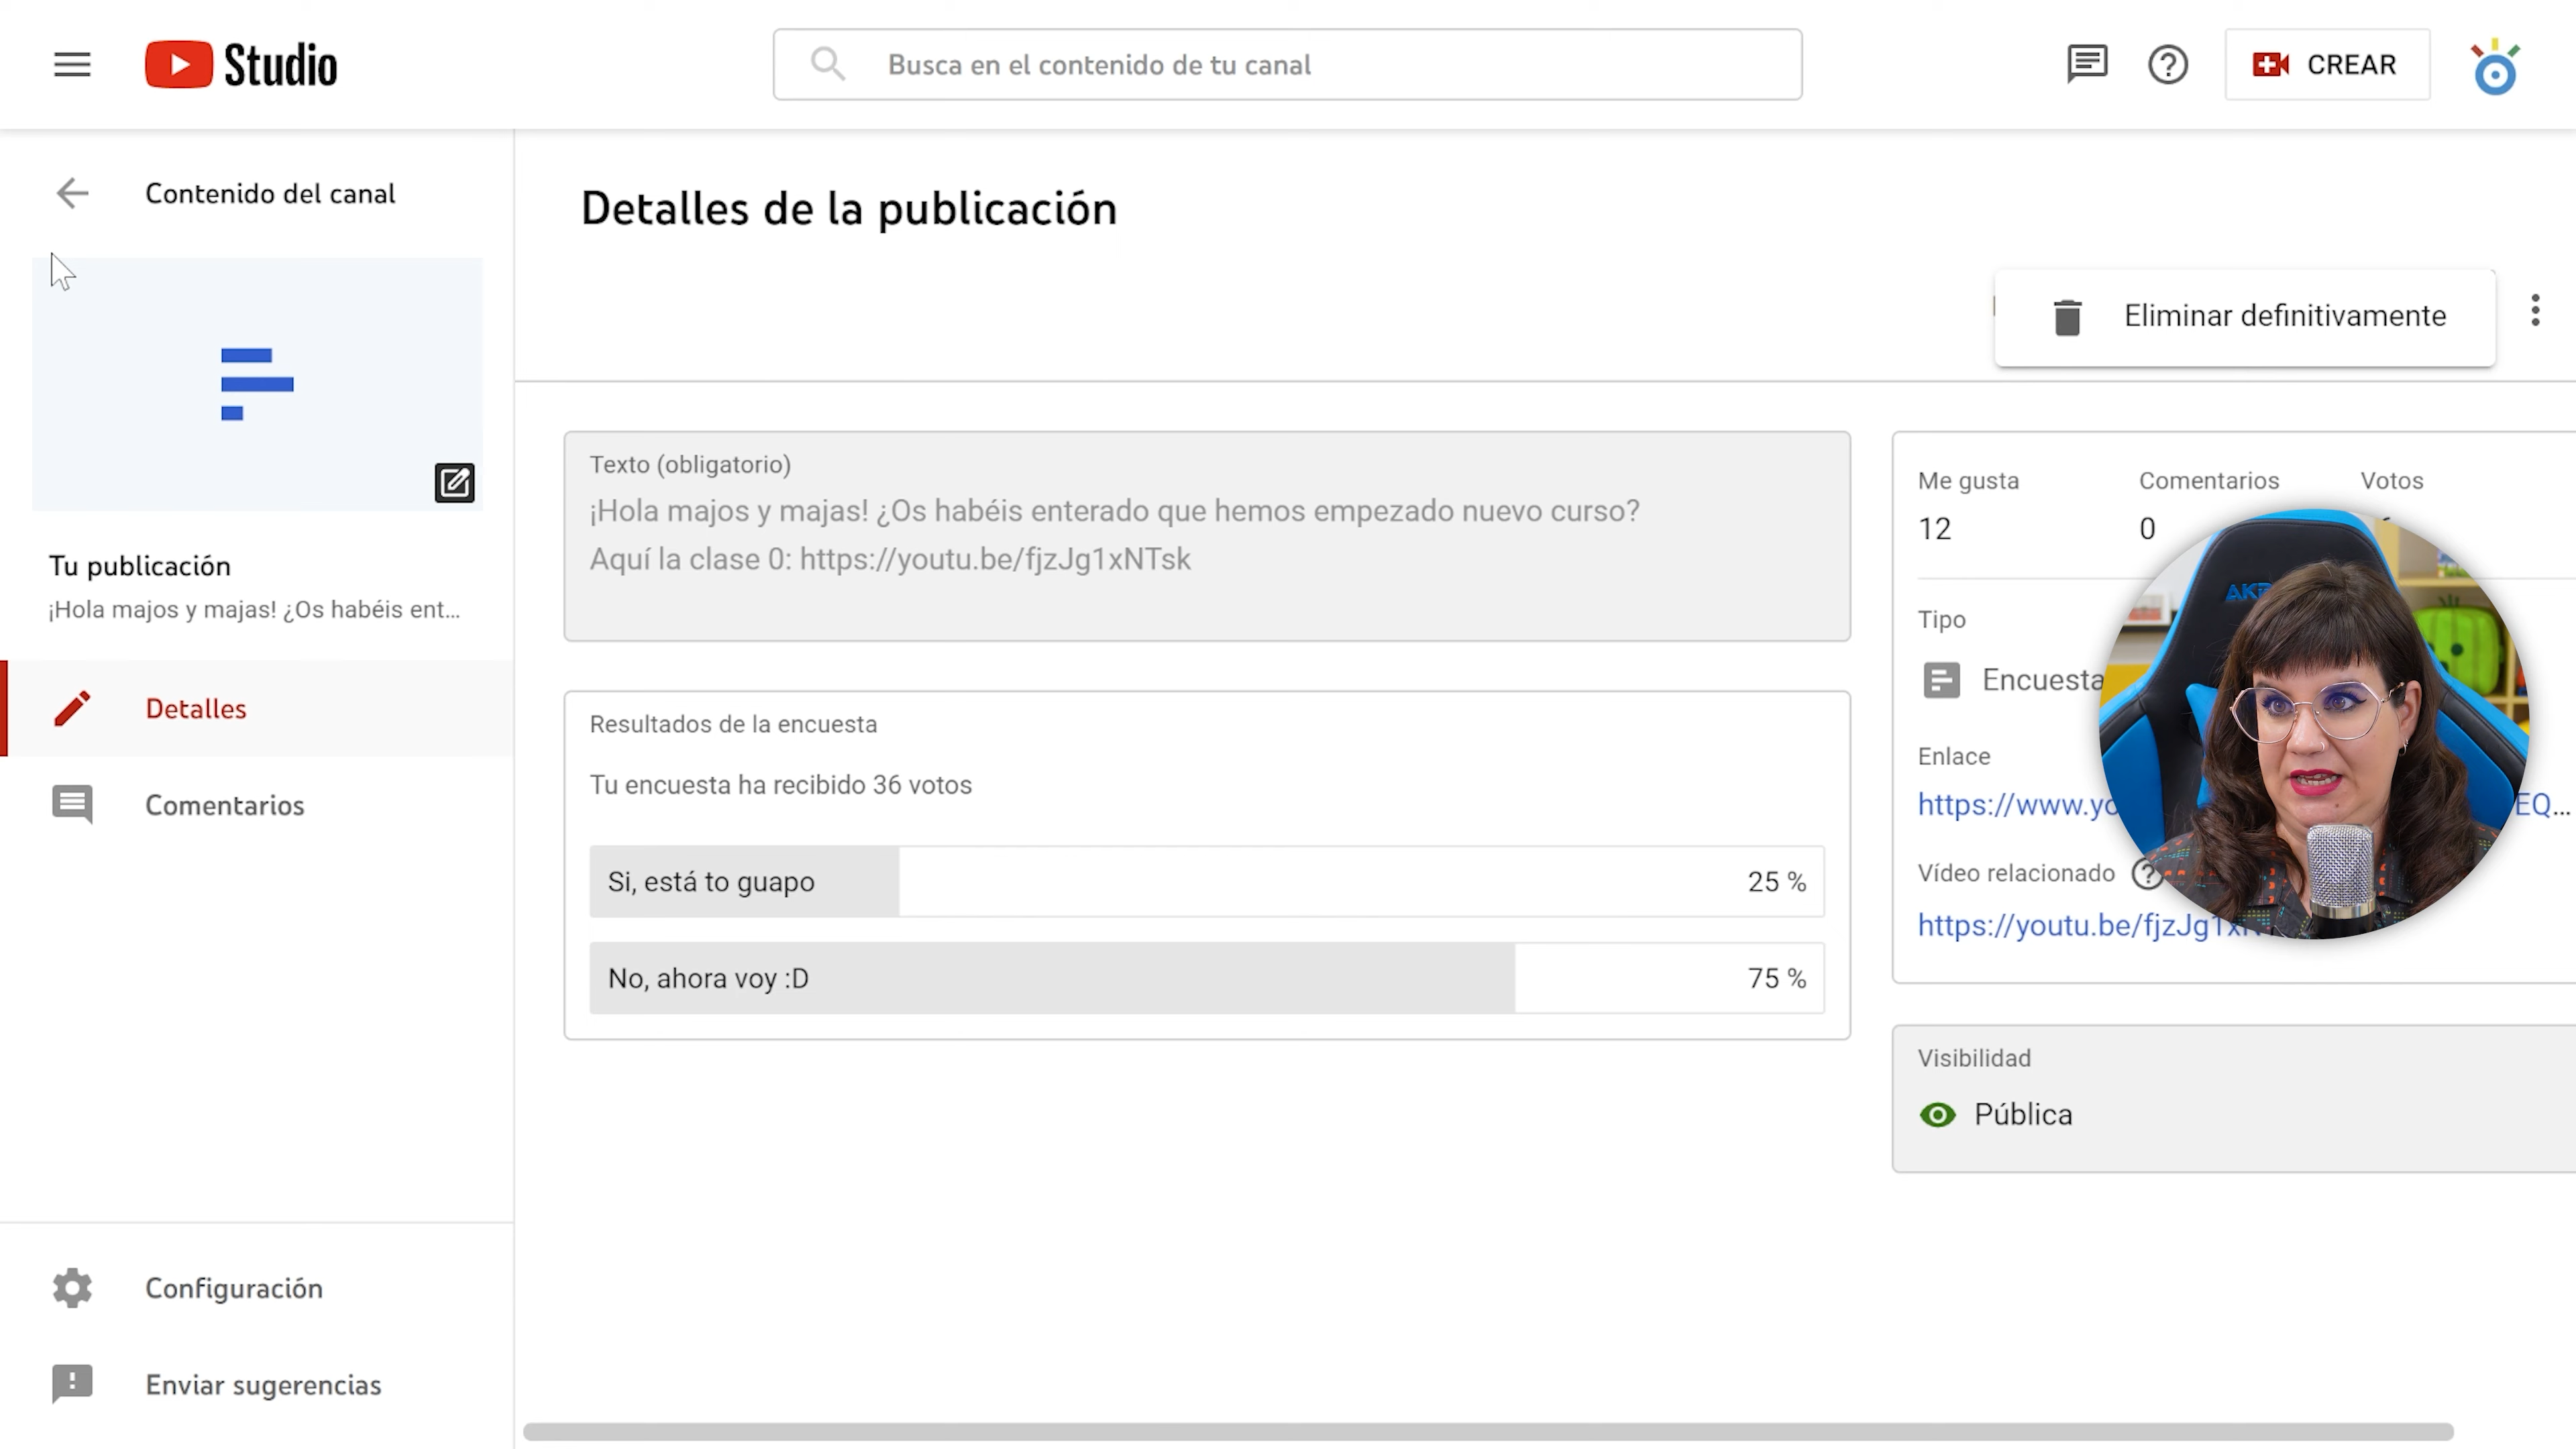 Studio
Busca en el contenido de tu canal
CREAR
Contenido del canal
Tu publicación
¡Hola majos y majas! ¿Os habéis ent...
Detalles
Comentarios
Configuración
Enviar sugerencias
Detalles de la publicación
Eliminar definitivamente
Texto (obligatorio)
¡Hola majos y majas! ¿Os habéis enterado que hemos empezado nuevo curso?
Aquí la clase 0: https://youtu.be/fjzJg1xNTsk
Resultados de la encuesta
Tu encuesta ha recibido 36 votos
Si, está to guapo 25 %
No, ahora voy :D 75 %
Me gusta Comentarios Votos
12 0
Tipo
Encuesta
Enlace
https://www.yo EQ...
Vídeo relacionado
https://youtu.be/fjzJg1x
Visibilidad
Pública